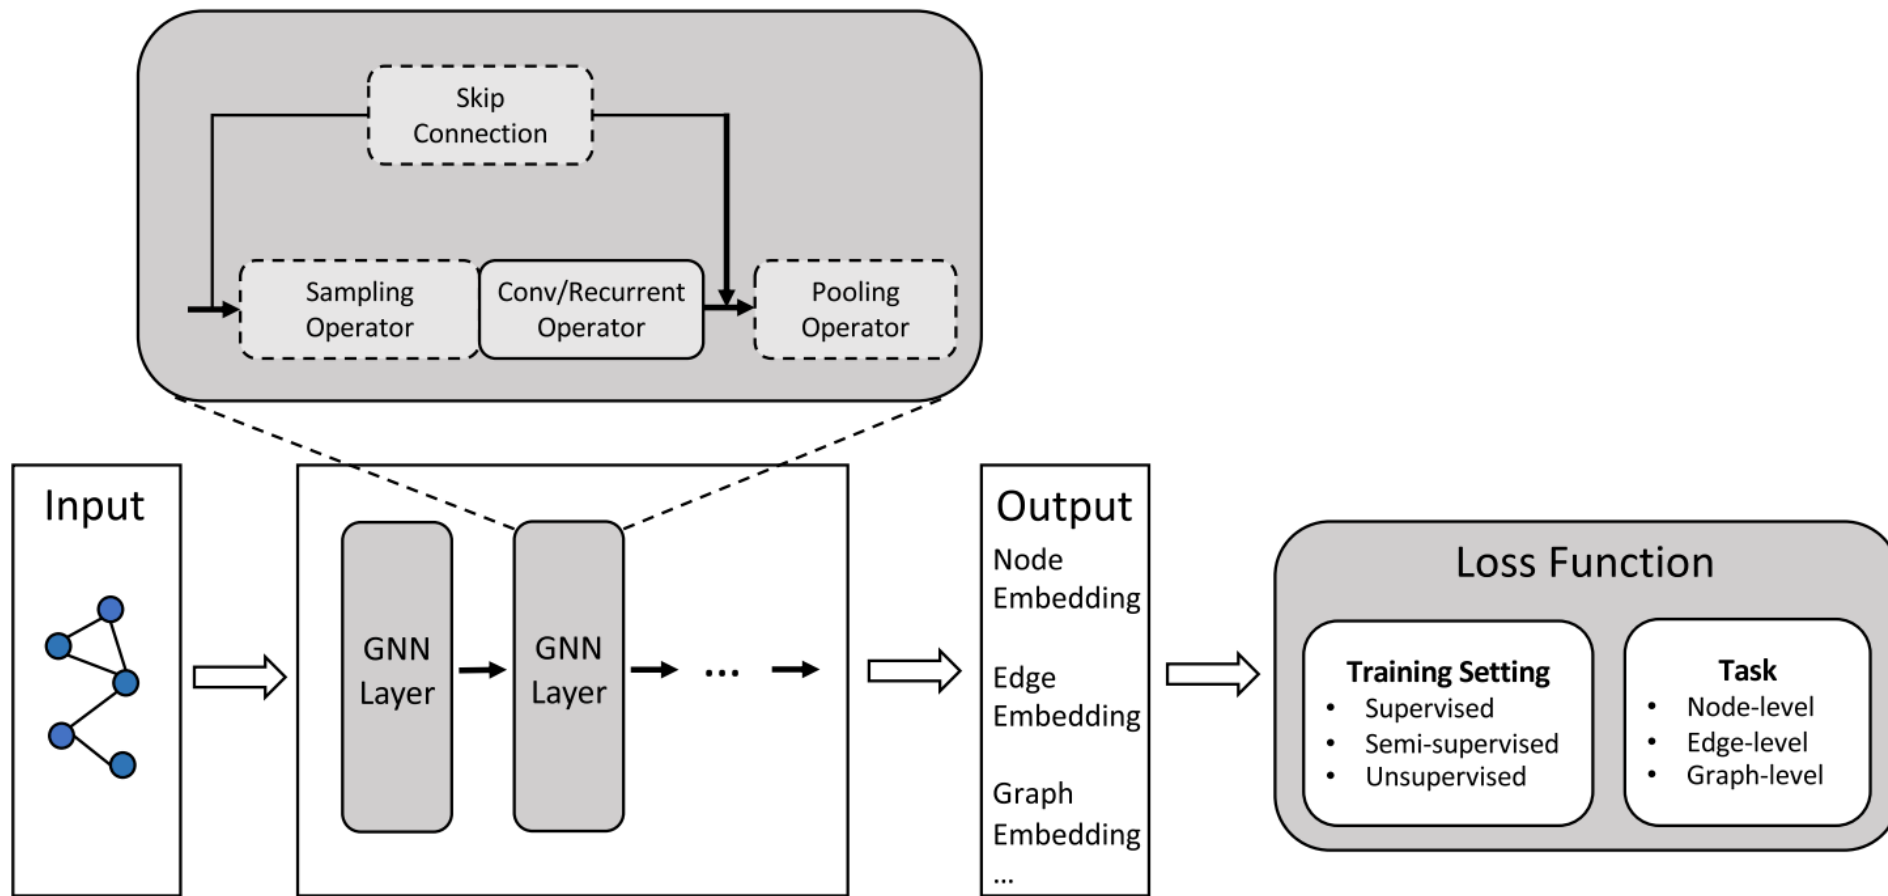 Skip
Connection
Sampling
Operator
Conv/Recurrent
Operator
Pooling
Operator
Input
GNN
Layer
GNN
Layer
...
Output
Node
Embedding
Edge
Embedding
Graph
Embedding
...
Loss Function
Training Setting
• Supervised
• Semi-supervised
• Unsupervised
Task
• Node-level
• Edge-level
• Graph-level